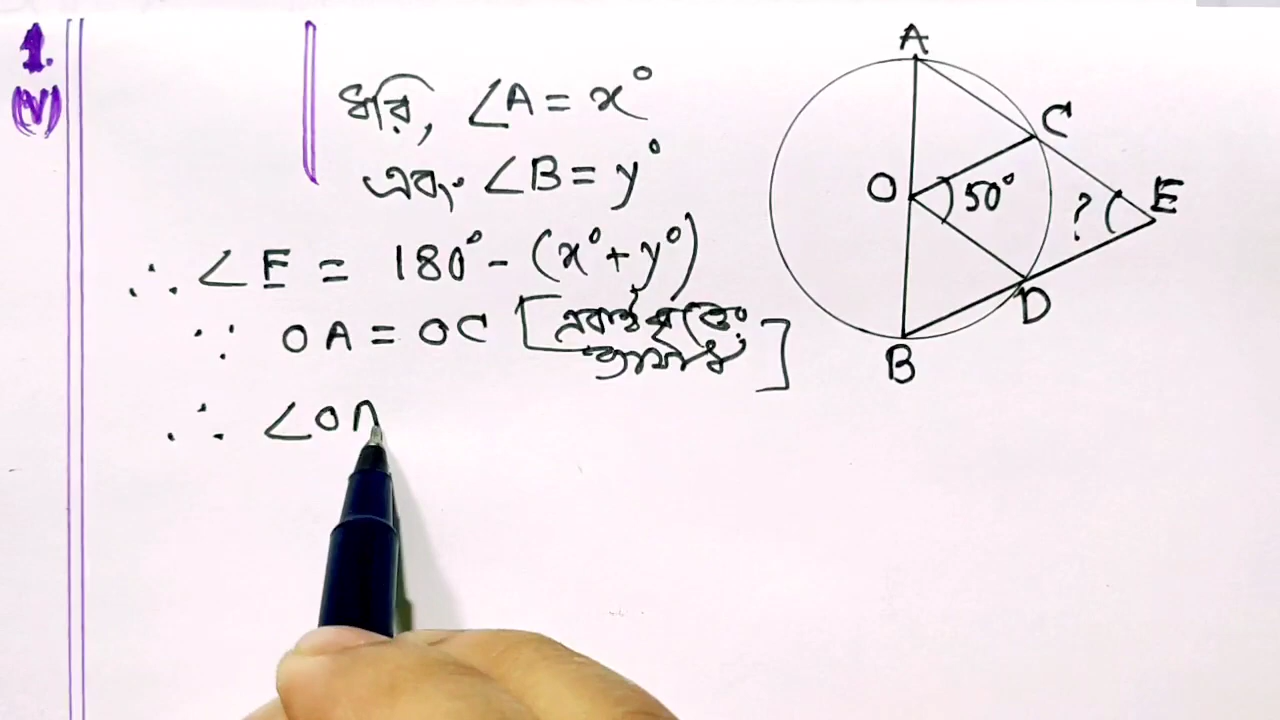 1.
(v)
ধরি, ∠A = x°
এবং ∠B = y°
∴ ∠E = 180° - (x° + y°)
∵ OA = OC [একই বৃত্তের
ব্যাসার্ধ]
∴ ∠OA
A
C
O 50° ? E
D
B